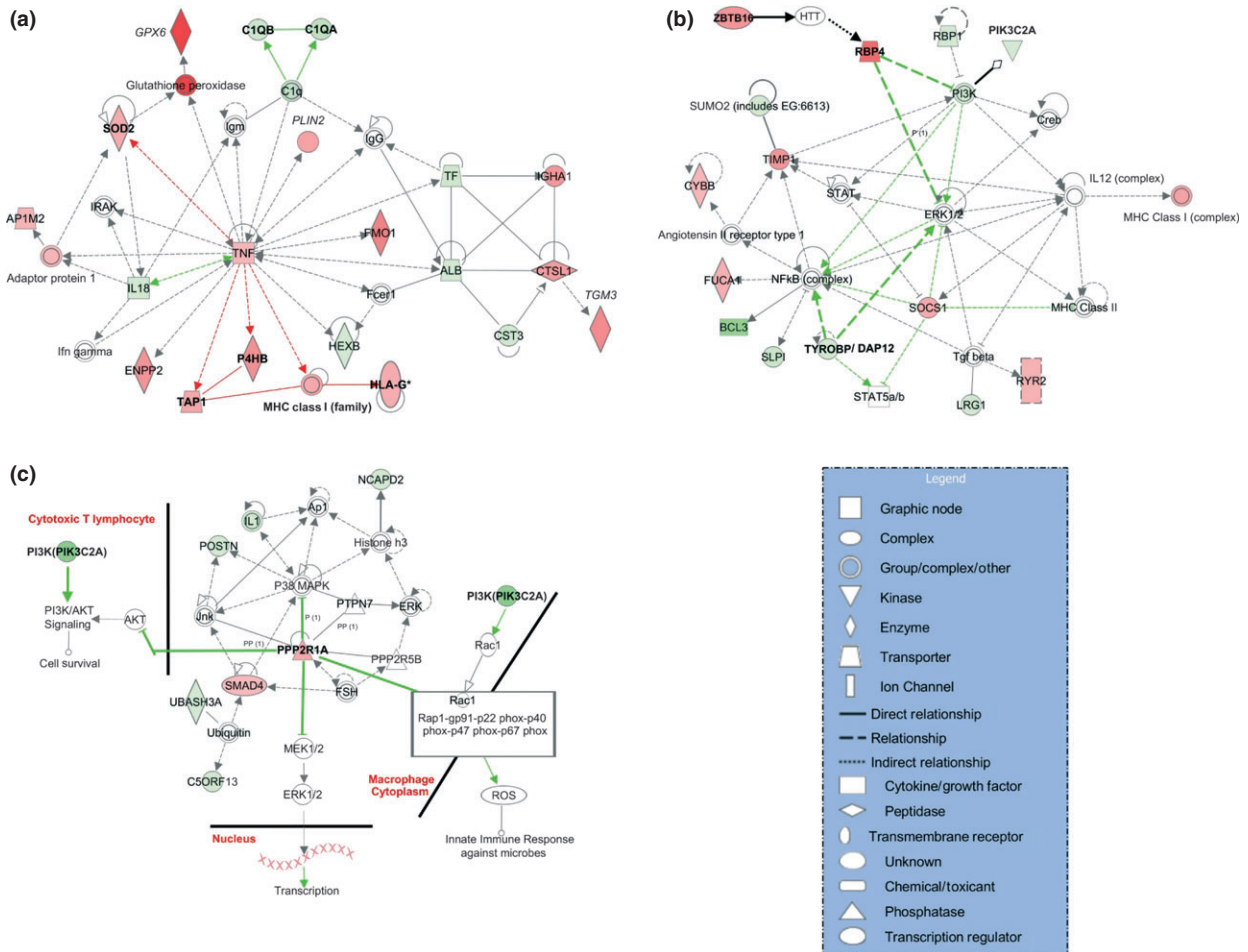 (a)
GPX6
C1QB
C1QA
Glutathione peroxidase
C1q
SOD2
Igm
PLIN2
IgG
TF
IGHA1
AP1M2
IRAK
TNF
FMO1
Adaptor protein 1
IL18
ALB
CTSL1
Fcer1
TGM3
Ifn gamma
HEXB
CST3
ENPP2
P4HB
TAP1
MHC class I (family)
HLA-G*
(b)
ZBTB16
HTT
RBP4
RBP1
PIK3C2A
PI3K
SUMO2 (includes EG:6613)
P (1)
Creb
TIMP1
CYBB
STAT
IL12 (complex)
ERK1/2
MHC Class I (complex)
Angiotensin II receptor type 1
FUCA1
NFkB (complex)
SOCS1
MHC Class II
BCL3
SLPI
TYROBP/ DAP12
Tgf beta
RYR2
STAT5a/b
LRG1
(c)
NCAPD2
Cytotoxic T lymphocyte
IL1
Ap1
PI3K(PIK3C2A)
POSTN
Histone h3
P38 MAPK
PI3K(PIK3C2A)
PI3K/AKT
Signaling
AKT
Jnk
PTPN7
ERK
P (1)
PP (1)
PP (1)
Cell survival
PPP2R1A
PPP2R5B
Rac1
SMAD4
FSH
Rac1
UBASH3A
Rap1-gp91-p22 phox-p40
phox-p47 phox-p67 phox
Ubiquitin
MEK1/2
C5ORF13
Macrophage
Cytoplasm
ERK1/2
ROS
Nucleus
Innate Immune Response
against microbes
Transcription
Legend
Graphic node
Complex
Group/complex/other
Kinase
Enzyme
Transporter
Ion Channel
Direct relationship
Relationship
Indirect relationship
Cytokine/growth factor
Peptidase
Transmembrane receptor
Unknown
Chemical/toxicant
Phosphatase
Transcription regulator